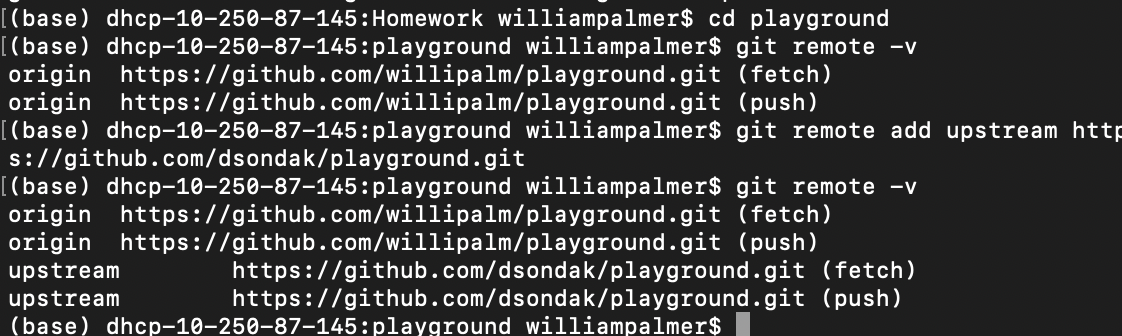 [(base) dhcp-10-250-87-145:Homework williampalmer$ cd playground
[(base) dhcp-10-250-87-145:playground williampalmer$ git remote -v
origin  https://github.com/willipalm/playground.git (fetch)
origin  https://github.com/willipalm/playground.git (push)
[(base) dhcp-10-250-87-145:playground williampalmer$ git remote add upstream http
s://github.com/dsondak/playground.git
[(base) dhcp-10-250-87-145:playground williampalmer$ git remote -v
origin  https://github.com/willipalm/playground.git (fetch)
origin  https://github.com/willipalm/playground.git (push)
upstream        https://github.com/dsondak/playground.git (fetch)
upstream        https://github.com/dsondak/playground.git (push)
(base) dhcp-10-250-87-145:playground williampalmer$